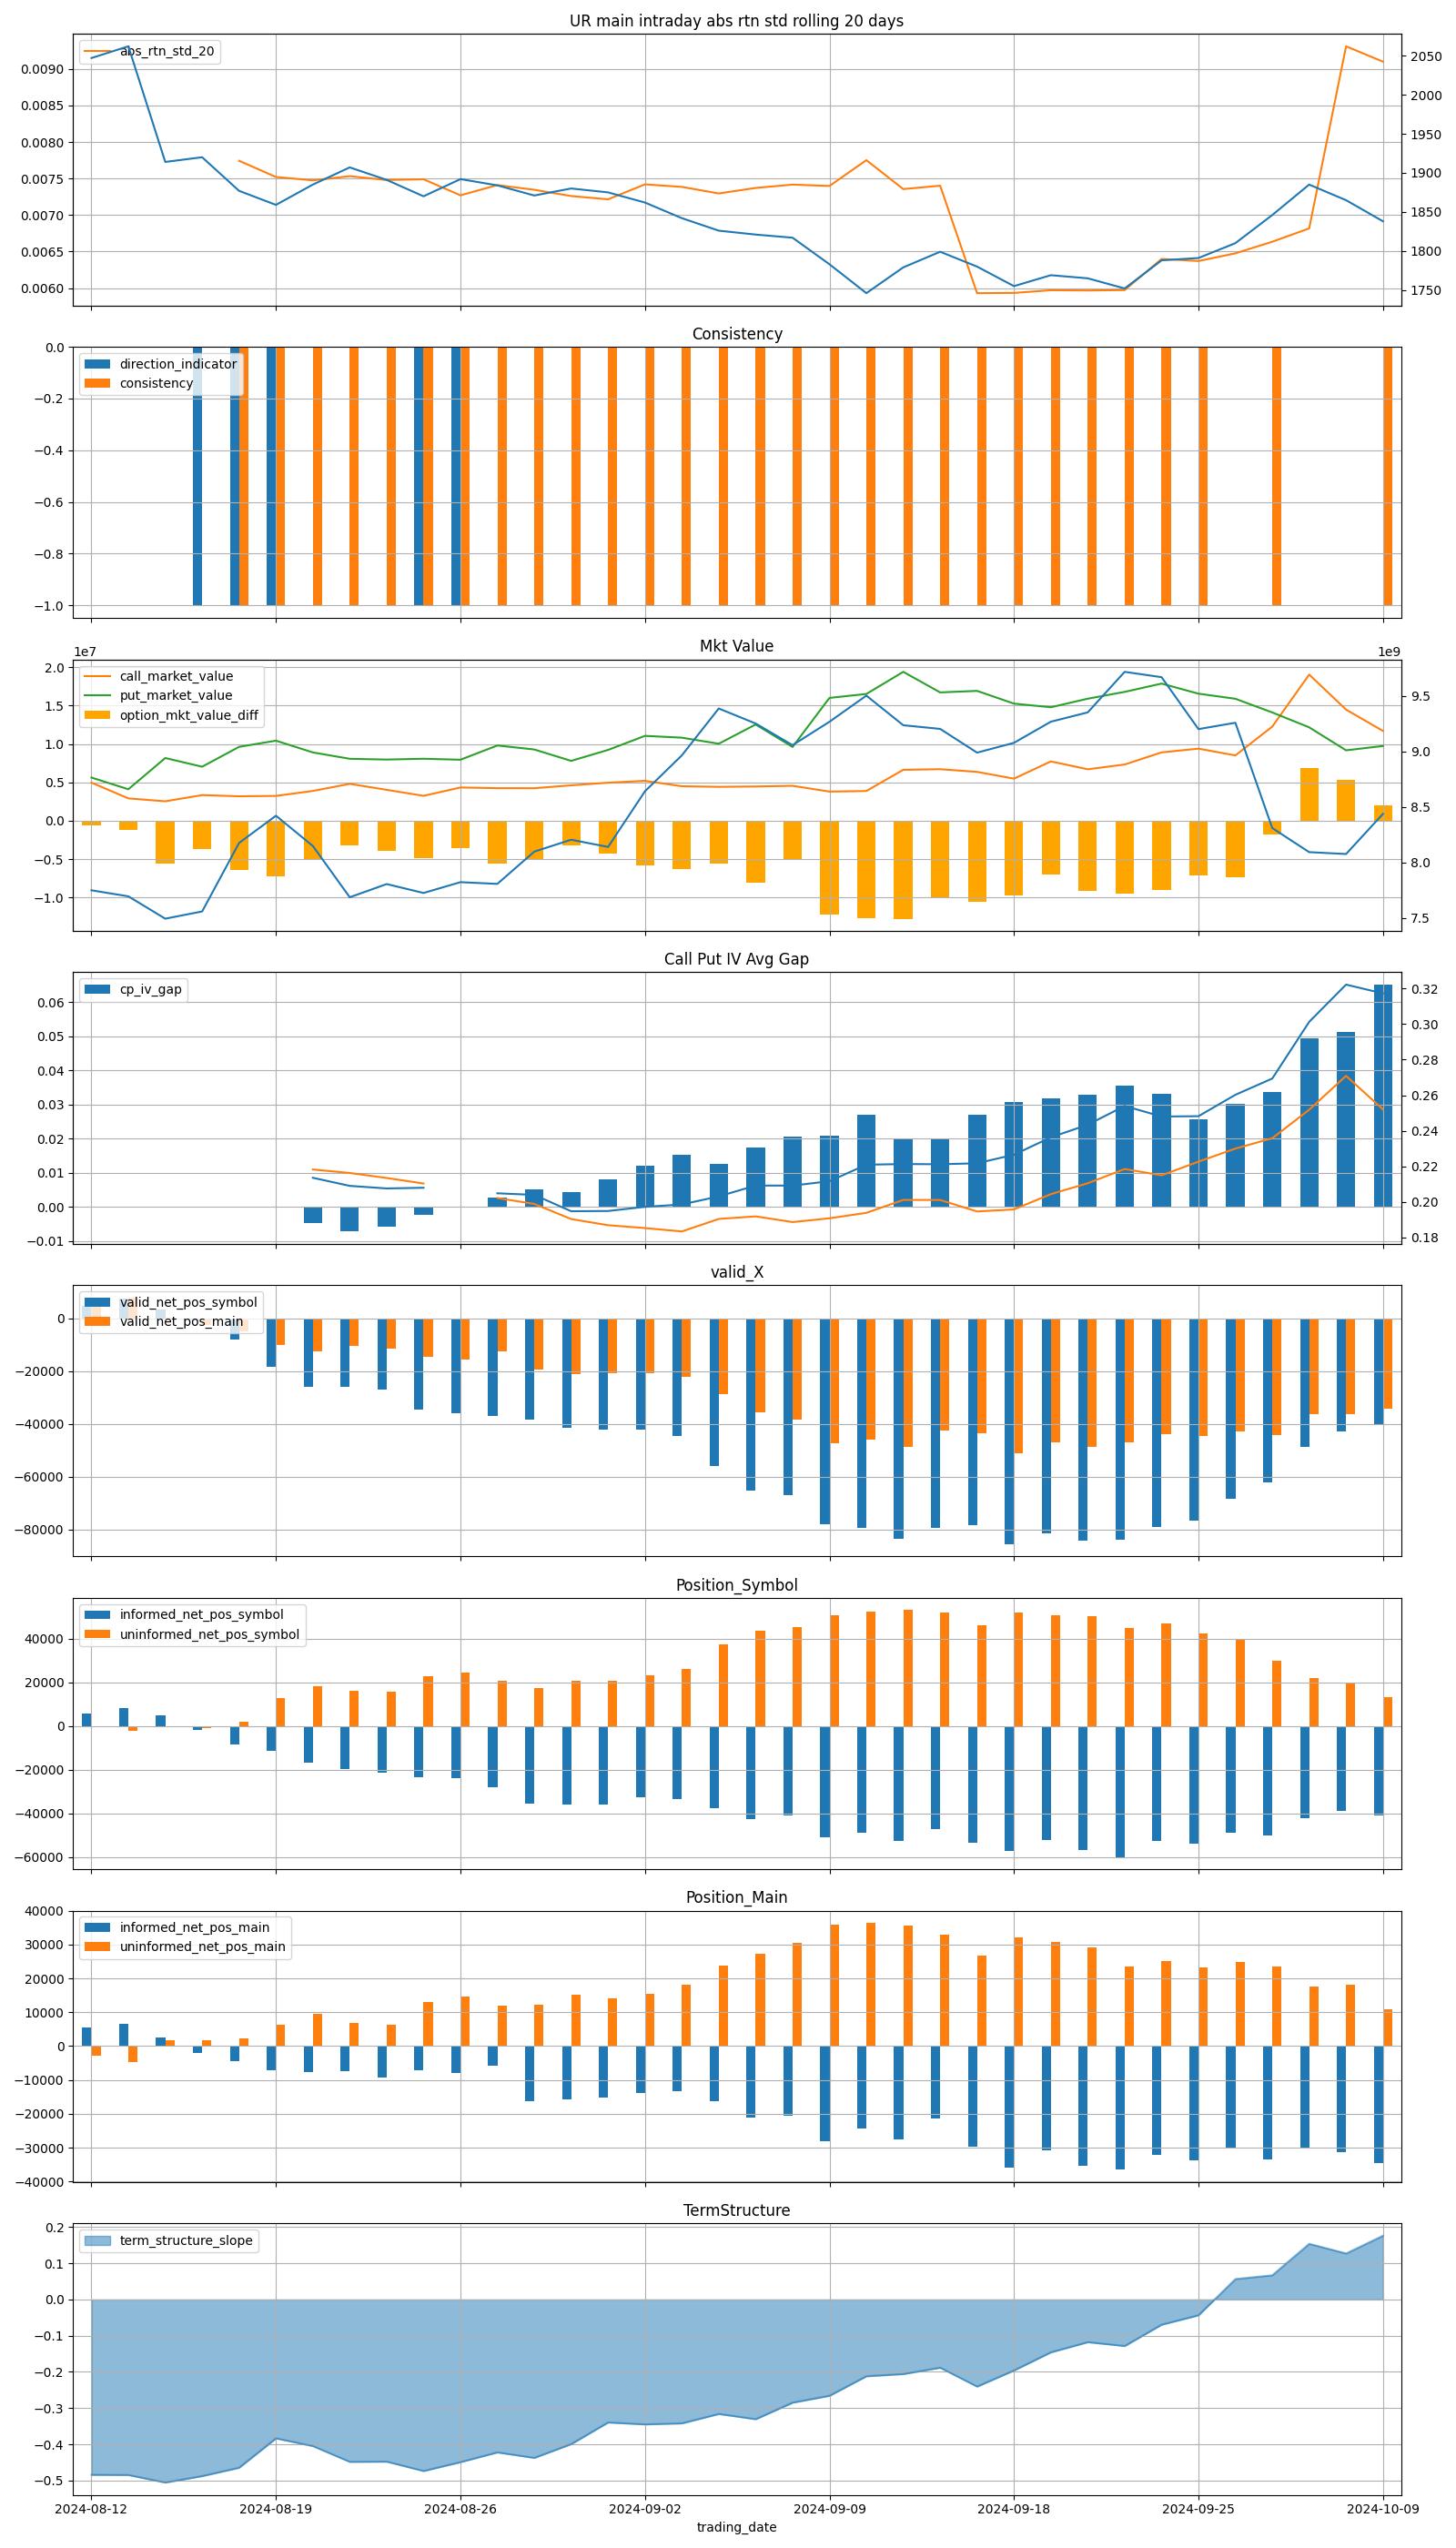 UR main intraday abs rtn std rolling 20 days
abs_rtn_std_20
0.0090
0.0085
0.0080
0.0075
0.0070
0.0065
0.0060
2050
2000
1950
1900
1850
1800
1750
Consistency
direction_indicator
consistency
0.0
−0.2
−0.4
−0.6
−0.8
−1.0
Mkt Value
1e7
1e9
call_market_value
put_market_value
option_mkt_value_diff
2.0
1.5
1.0
0.5
0.0
−0.5
−1.0
9.5
9.0
8.5
8.0
7.5
Call Put IV Avg Gap
cp_iv_gap
0.06
0.05
0.04
0.03
0.02
0.01
0.00
−0.01
0.32
0.30
0.28
0.26
0.24
0.22
0.20
0.18
valid_X
valid_net_pos_symbol
valid_net_pos_main
0
−20000
−40000
−60000
−80000
Position_Symbol
informed_net_pos_symbol
uninformed_net_pos_symbol
40000
20000
0
−20000
−40000
−60000
Position_Main
informed_net_pos_main
uninformed_net_pos_main
40000
30000
20000
10000
0
−10000
−20000
−30000
−40000
TermStructure
term_structure_slope
0.2
0.1
0.0
−0.1
−0.2
−0.3
−0.4
−0.5
2024-08-12 2024-08-19 2024-08-26 2024-09-02 2024-09-09 2024-09-18 2024-09-25 2024-10-09
trading_date